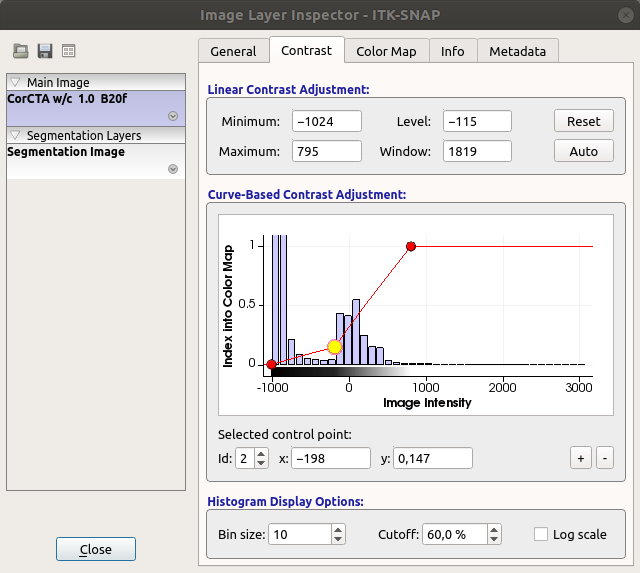 Image Layer Inspector - ITK-SNAP
General
Contrast
Color Map
Info
Metadata
Main Image
CorCTA w/c 1.0 B20f
Segmentation Layers
Segmentation Image
Linear Contrast Adjustment:
Minimum: −1024 Level: −115 Reset
Maximum: 795 Window: 1819 Auto
Curve-Based Contrast Adjustment:
Index into Color Map
1
0.5
0
-1000 0 1000 2000 3000
Image Intensity
Selected control point:
Id: 2 x: −198 y: 0,147 + -
Histogram Display Options:
Bin size: 10 Cutoff: 60,0 % Log scale
Close